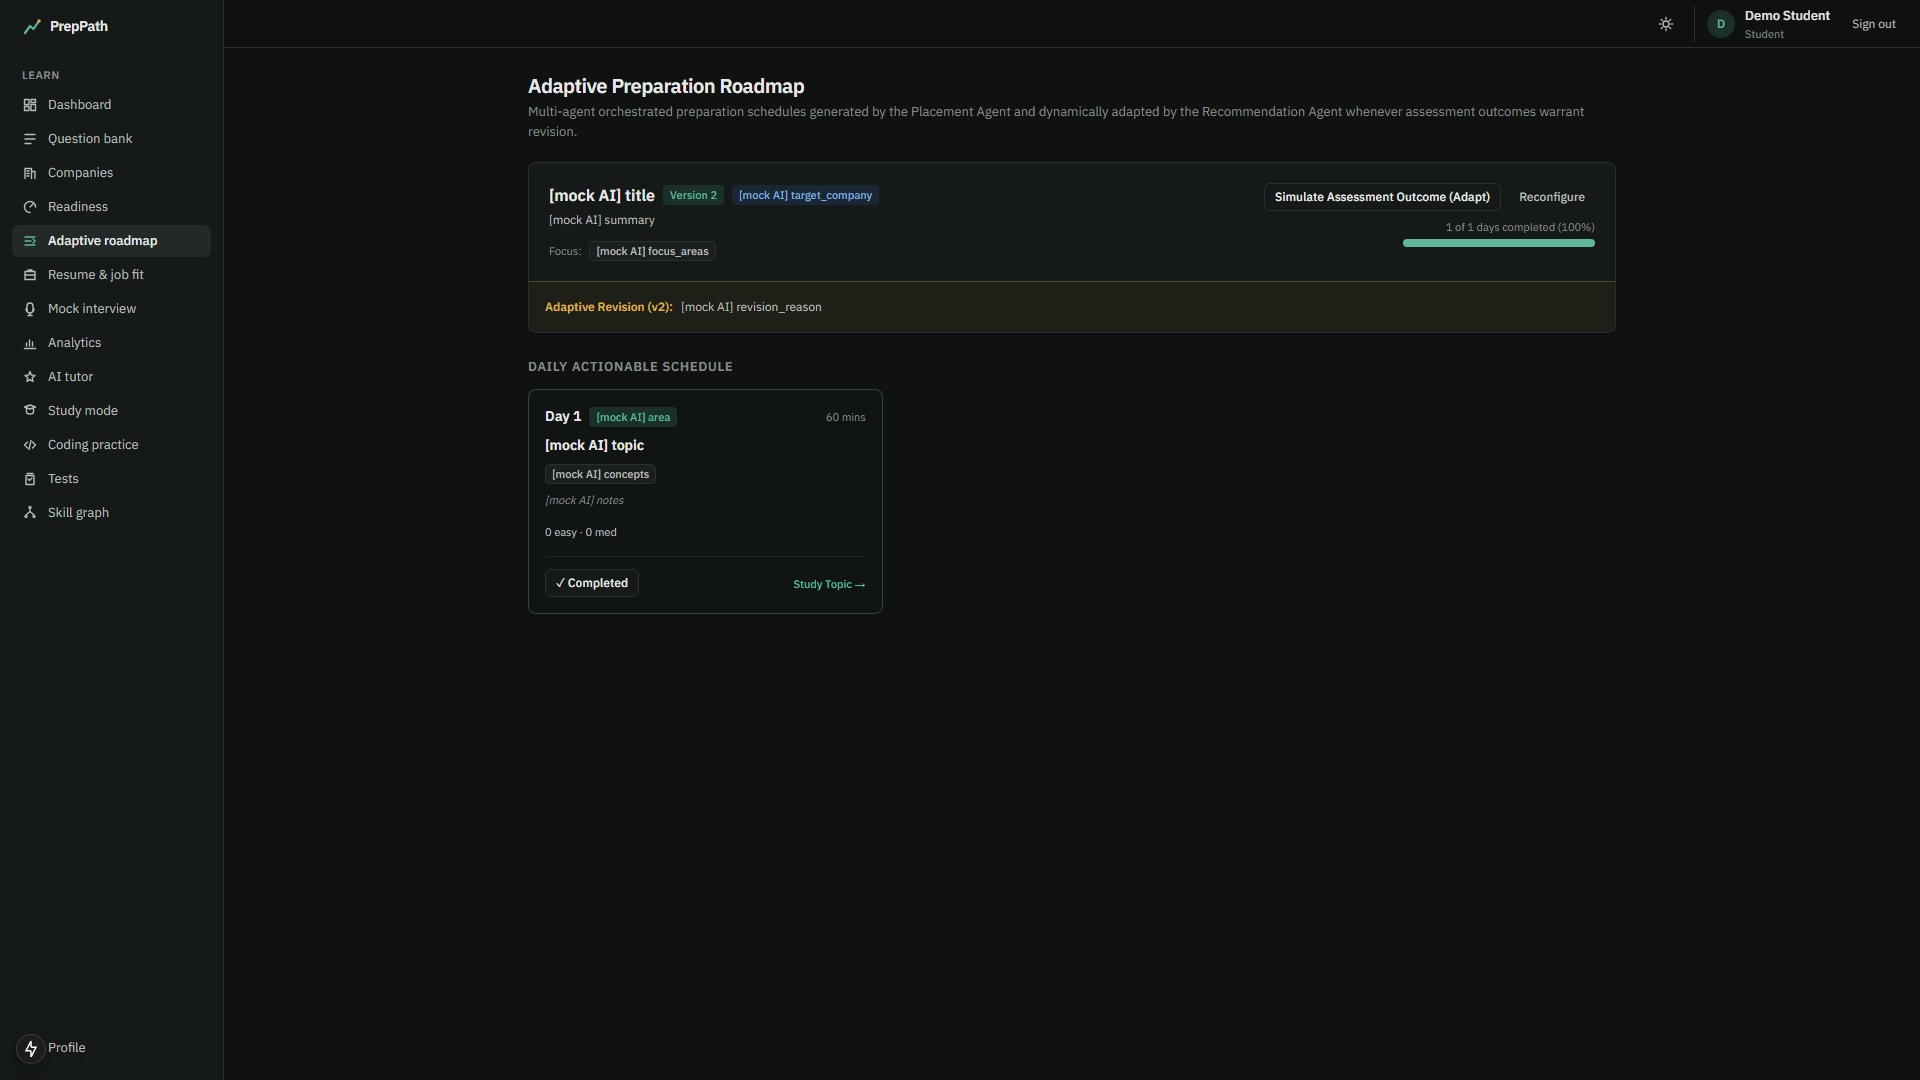 PrepPath
LEARN
Dashboard
Question bank
Companies
Readiness
Adaptive roadmap
Resume & job fit
Mock interview
Analytics
AI tutor
Study mode
Coding practice
Tests
Skill graph
Profile
D
Demo Student
Student
Sign out
Adaptive Preparation Roadmap
Multi-agent orchestrated preparation schedules generated by the Placement Agent and dynamically adapted by the Recommendation Agent whenever assessment outcomes warrant
revision.
[mock AI] title Version 2 [mock AI] target_company
[mock AI] summary
Focus: [mock AI] focus_areas
Simulate Assessment Outcome (Adapt) Reconfigure
1 of 1 days completed (100%)
Adaptive Revision (v2): [mock AI] revision_reason
DAILY ACTIONABLE SCHEDULE
Day 1 [mock AI] area 60 mins
[mock AI] topic
[mock AI] concepts
[mock AI] notes
0 easy · 0 med
✓ Completed Study Topic →